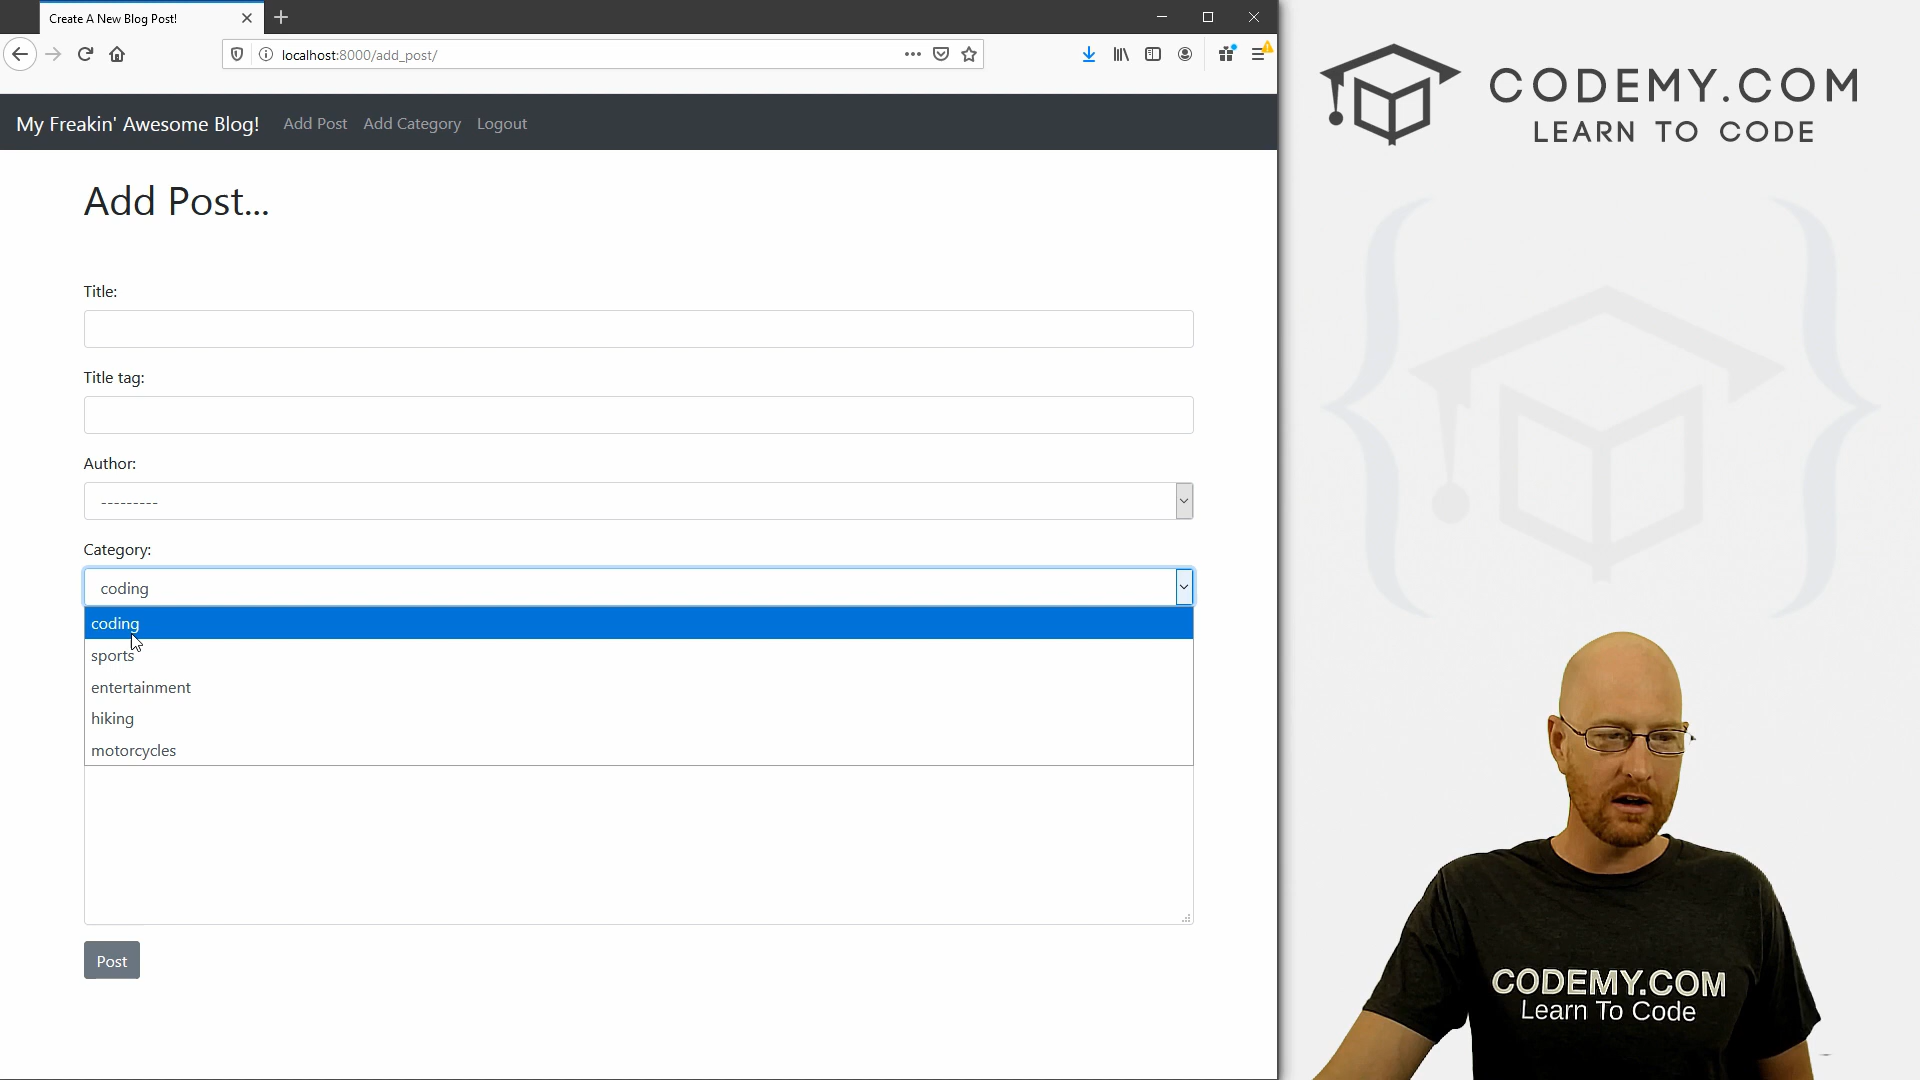 Create A New Blog Post!
localhost:8000/add_post/
My Freakin' Awesome Blog! Add Post Add Category Logout
Add Post...
Title:
Title tag:
Author:
---------
Category:
coding
coding
sports
entertainment
hiking
motorcycles
Post
CODEMY.COM
LEARN TO CODE
CODEMY.COM
Learn To Code